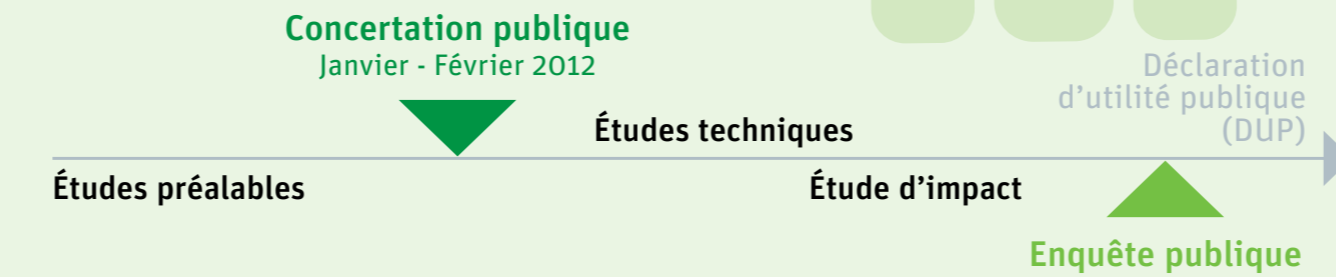 Concertation publique
Janvier - Février 2012
Déclaration
d’utilité publique
(DUP)
Études techniques
Études préalables
Étude d’impact
Enquête publique